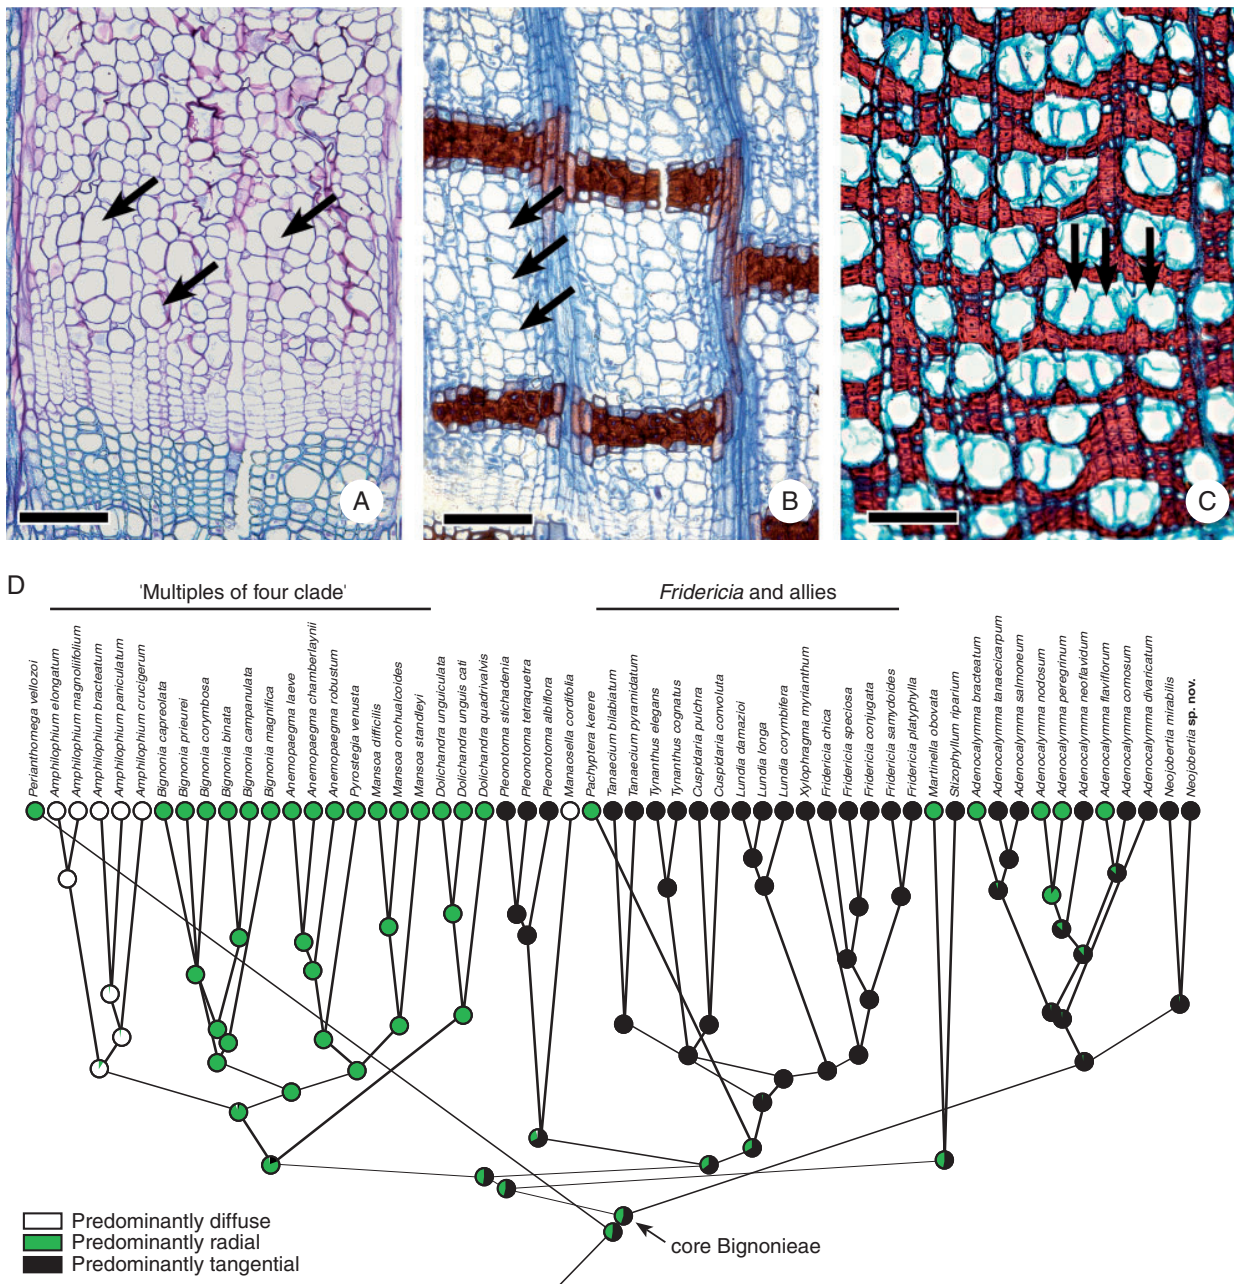 A
B
C
D
'Multiples of four clade'
Fridericia and allies
Perianthomega vellozoi
Amphilophium elongatum
Amphilophium magnoliifolium
Amphilophium bracteatum
Amphilophium paniculatum
Amphilophium crucigerum
Bignonia capreolata
Bignonia prieurei
Bignonia corymbosa
Bignonia binata
Bignonia campanulata
Bignonia magnifica
Anemopaegma laeve
Anemopaegma chamberlaynii
Anemopaegma robustum
Pyrostegia venusta
Mansoa difficilis
Mansoa onohualcoides
Mansoa standleyi
Dolichandra unguiculata
Dolichandra unguis cati
Dolichandra quadrivalvis
Pleonotoma stichadenia
Pleonotoma tetraquetra
Pleonotoma albiflora
Manaosella cordifolia
Pachyptera kerere
Tanaecium bilabiatum
Tanaecium pyramidatum
Tynanthus elegans
Tynanthus cognatus
Cuspidaria pulchra
Cuspidaria convoluta
Lundia damazioi
Lundia longa
Lundia corymbifera
Xylophragma myrianthum
Fridericia chica
Fridericia speciosa
Fridericia conjugata
Fridericia samydoides
Fridericia platyphylla
Martinella obovata
Stizophyllum riparium
Adenocalymma bracteatum
Adenocalymma tanaeciicarpum
Adenocalymma salmoneum
Adenocalymma nodosum
Adenocalymma peregrinum
Adenocalymma neoflavidum
Adenocalymma flaviflorum
Adenocalymma comosum
Adenocalymma divaricatum
Neojobertia mirabilis
Neojobertia sp. nov.
Predominantly diffuse
Predominantly radial
Predominantly tangential
core Bignonieae